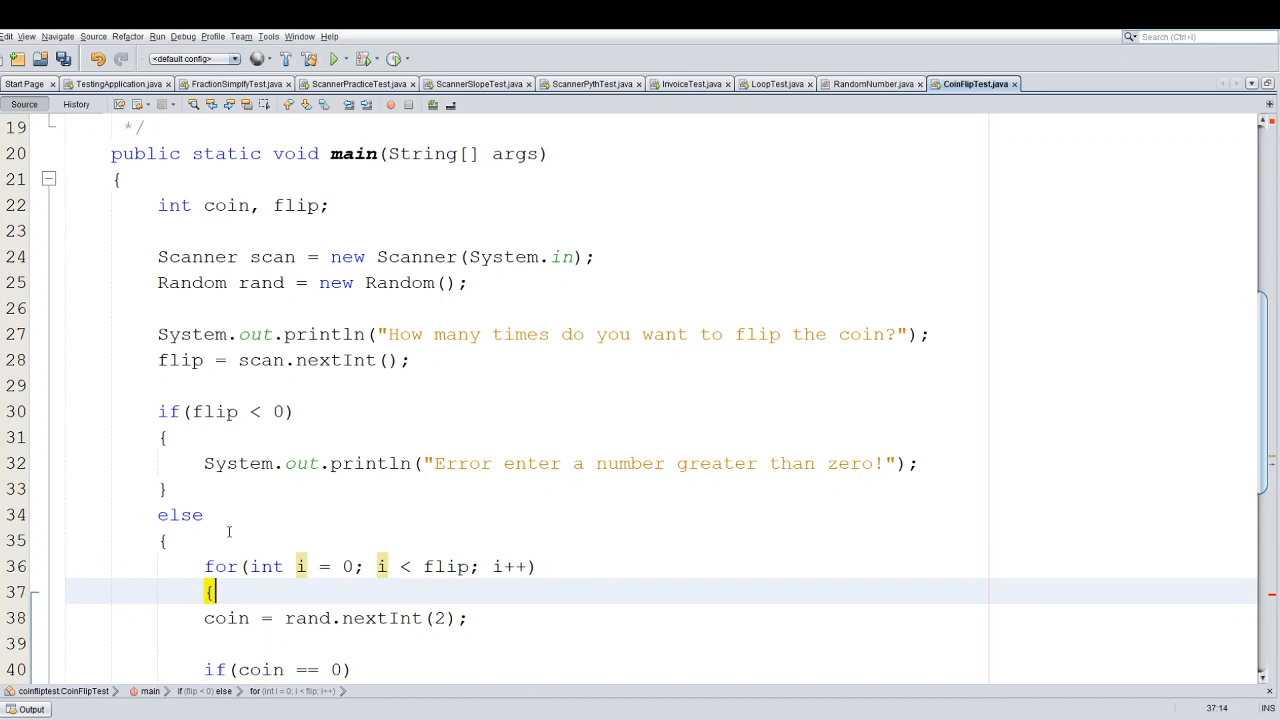 Edit View Navigate Source Refactor Run Debug Profile Team Tools Window Help Search (Ctrl+I)
<default config>
Start Page TestingApplication.java FractionSimplfyTest.java ScannerPracticeTest.java ScannerSlopeTest.java ScannerPythTest.java InvoiceTest.java LoopTest.java RandomNumber.java CoinFlipTest.java
Source History
19 */
20 public static void main(String[] args)
21 {
22 int coin, flip;
23
24 Scanner scan = new Scanner(System.in);
25 Random rand = new Random();
26
27 System.out.println("How many times do you want to flip the coin?");
28 flip = scan.nextInt();
29
30 if(flip < 0)
31 {
32 System.out.println("Error enter a number greater than zero!");
33 }
34 else
35 {
36 for(int i = 0; i < flip; i++)
37 {
38 coin = rand.nextInt(2);
39
40 if(coin == 0)
coinfliptest.CoinFlipTest main if (flip < 0) else for (int i = 0; i < flip; i++)
Output 37:14 INS